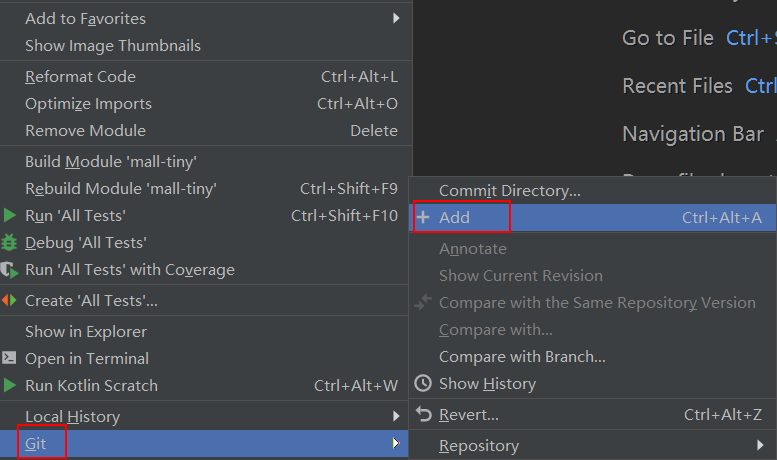 Add to Favorites
Show Image Thumbnails
Reformat Code Ctrl+Alt+L
Optimize Imports Ctrl+Alt+O
Remove Module Delete
Build Module 'mall-tiny'
Rebuild Module 'mall-tiny' Ctrl+Shift+F9
Run 'All Tests' Ctrl+Shift+F10
Debug 'All Tests'
Run 'All Tests' with Coverage
Create 'All Tests'...
Show in Explorer
Open in Terminal
Run Kotlin Scratch Ctrl+Alt+W
Local History
Git
Go to File Ctrl+S
Recent Files Ctrl
Navigation Bar
Commit Directory...
Add Ctrl+Alt+A
Annotate
Show Current Revision
Compare with the Same Repository Version
Compare with...
Compare with Branch...
Show History
Revert... Ctrl+Alt+Z
Repository